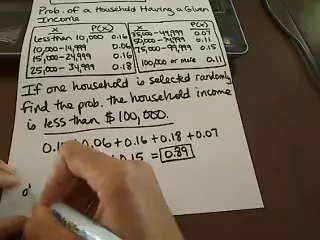 Prob. of a Household Having a Given
Income
x P(x)
less than 10,000 0.16
10,000-14,999 0.06
15,000-24,999 0.16
25,000-34,999 0.18
x P(x)
35,000-49,999 0.07
50,000-74,999 0.11
75,000-99,999 0.15
100,000 or more 0.11
If one household is selected randomly
find the prob. the household income
is less than $100,000.
0.06 + 0.16 + 0.18 + 0.07
0.15 = 0.89